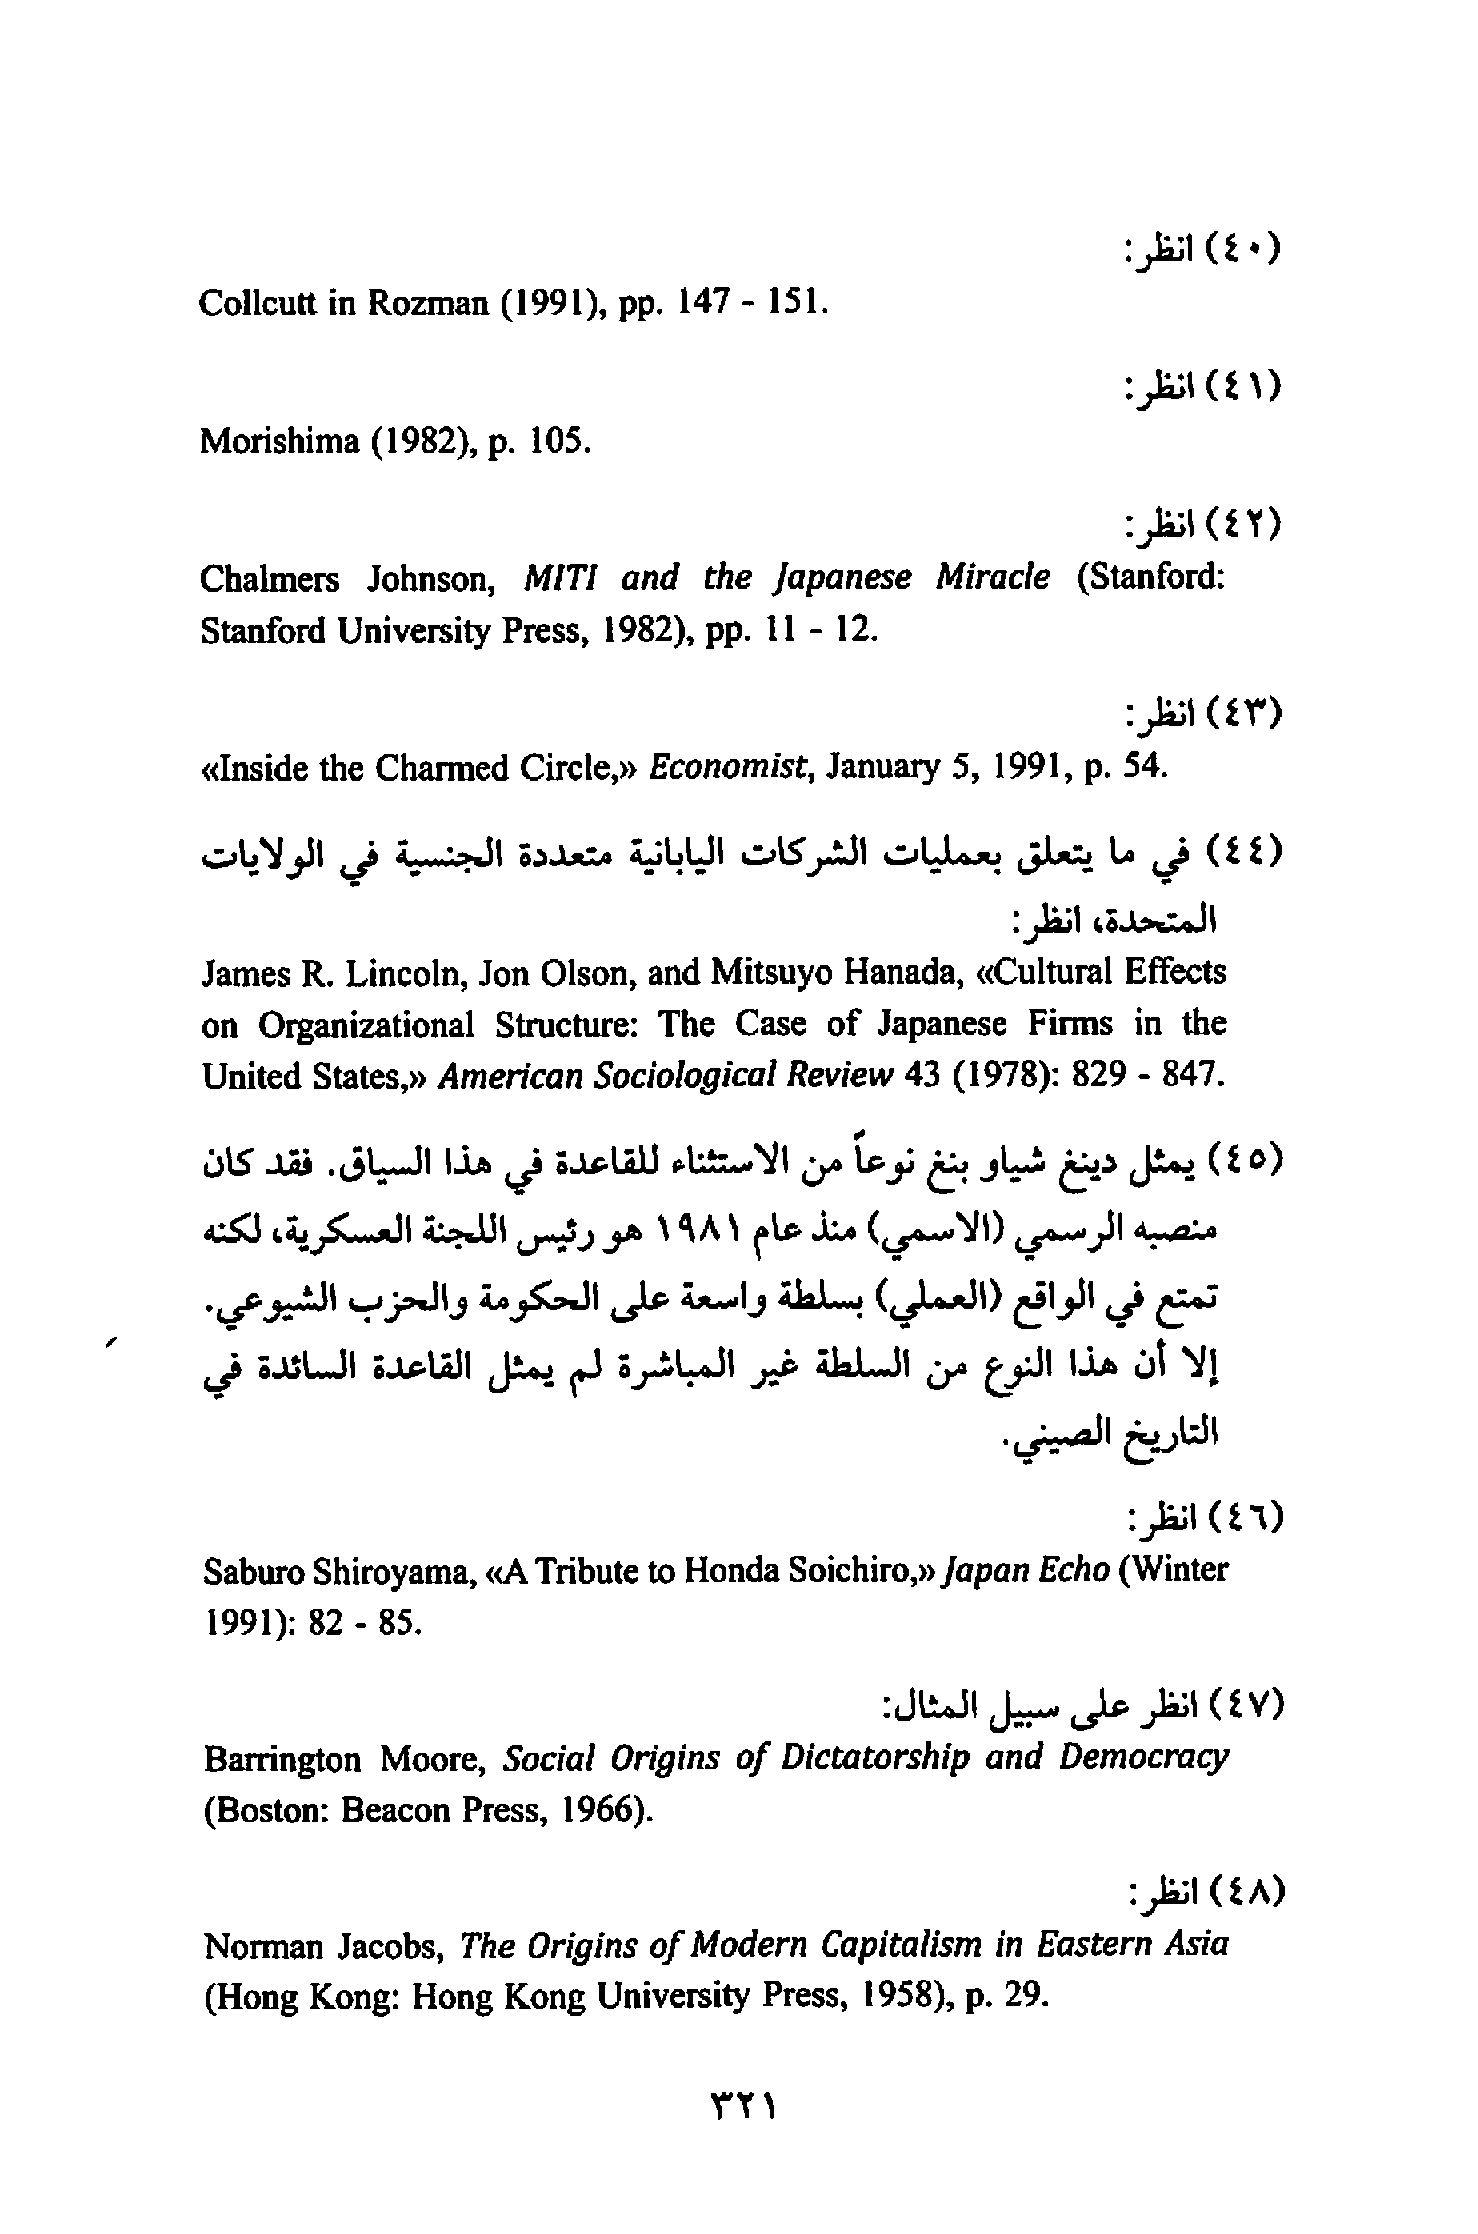 (٤٠) انظر:
Collcutt in Rozman (1991), pp. 147 - 151.
(٤١) انظر:
Morishima (1982), p. 105.
(٤٢) انظر:
Chalmers Johnson, MITI and the Japanese Miracle (Stanford:
Stanford University Press, 1982), pp. 11 - 12.
(٤٣) انظر:
«Inside the Charmed Circle,» Economist, January 5, 1991, p. 54.
(٤٤) في ما يتعلق بعمليات الشركات اليابانية متعددة الجنسية في الولايات
المتحدة، انظر:
James R. Lincoln, Jon Olson, and Mitsuyo Hanada, «Cultural Effects
on Organizational Structure: The Case of Japanese Firms in the
United States,» American Sociological Review 43 (1978): 829 - 847.
(٤٥) يمثل دينغ شياو بنغ نوعاً من الاستثناء للقاعدة في هذا السياق. فقد كان
منصبه الرسمي (الاسمي) منذ عام ١٩٨١ هو رئيس اللجنة العسكرية، لكنه
تمتع في الواقع (العملي) بسلطة واسعة على الحكومة والحزب الشيوعي.
إلا أن هذا النوع من السلطة غير المباشرة لم يمثل القاعدة السائدة في
التاريخ الصيني.
(٤٦) انظر:
Saburo Shiroyama, «A Tribute to Honda Soichiro,» Japan Echo (Winter
1991): 82 - 85.
(٤٧) انظر على سبيل المثال:
Barrington Moore, Social Origins of Dictatorship and Democracy
(Boston: Beacon Press, 1966).
(٤٨) انظر:
Norman Jacobs, The Origins of Modern Capitalism in Eastern Asia
(Hong Kong: Hong Kong University Press, 1958), p. 29.
٣٢١